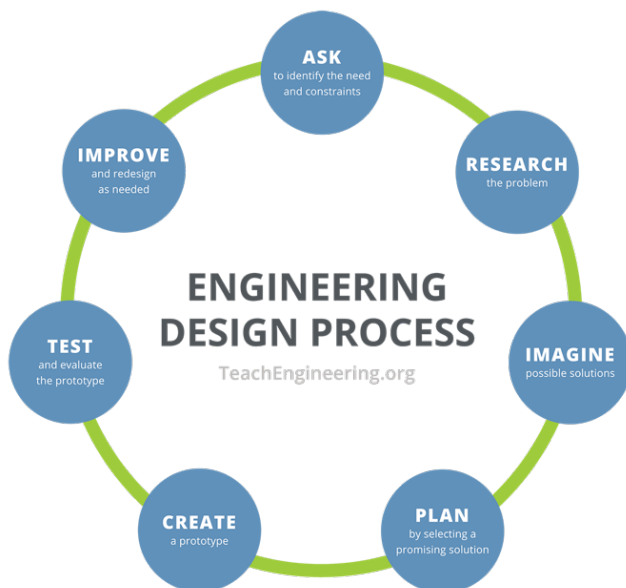 ASK
to identify the need
and constraints
RESEARCH
the problem
IMAGINE
possible solutions
PLAN
by selecting a
promising solution
CREATE
a prototype
TEST
and evaluate
the prototype
IMPROVE
and redesign
as needed
ENGINEERING
DESIGN PROCESS
TeachEngineering.org